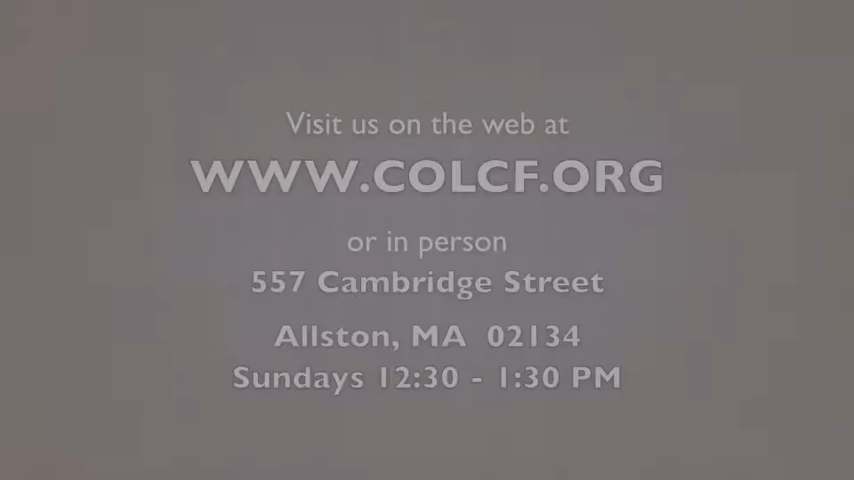 Visit us on the web at
WWW.COLCF.ORG
or in person
557 Cambridge Street
Allston, MA 02134
Sundays 12:30 - 1:30 PM